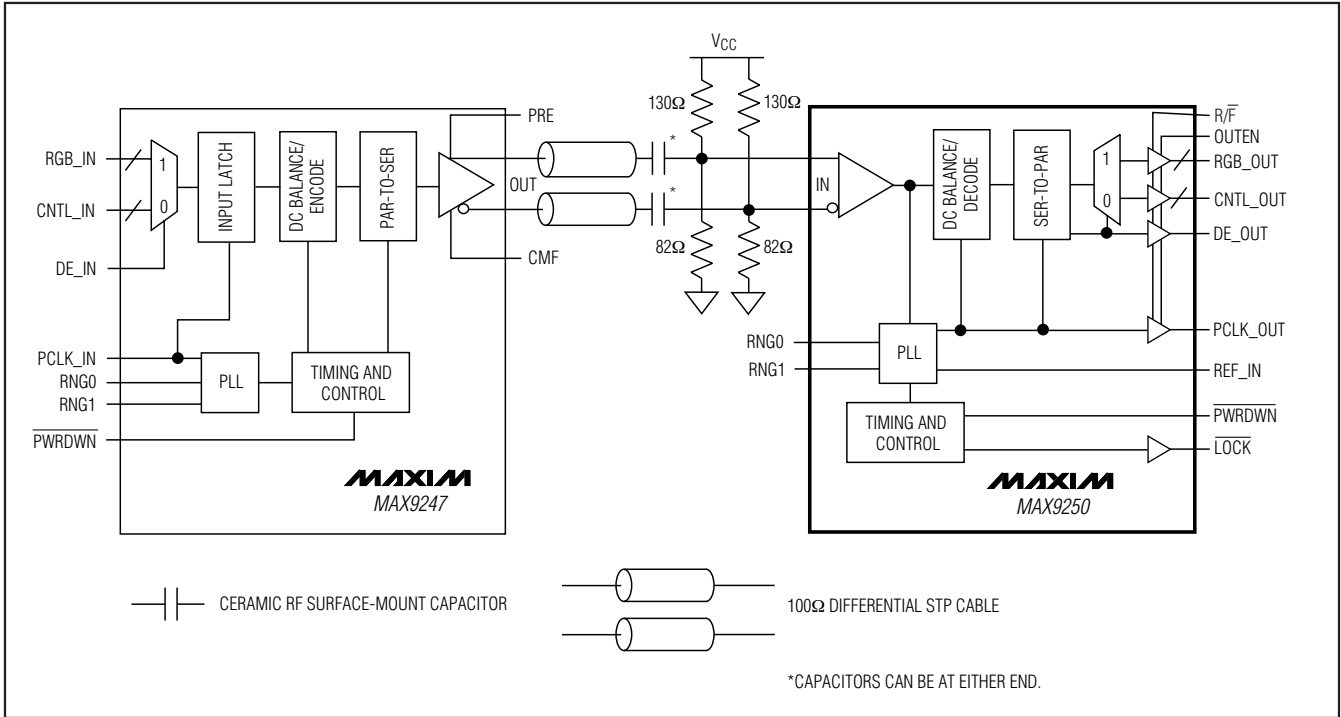 VCC
130Ω
130Ω
*
*
82Ω
82Ω
RGB_IN
CNTL_IN
DE_IN
PCLK_IN
RNG0
RNG1
P̅W̅R̅D̅W̅N̅
1
0
INPUT LATCH
DC BALANCE/
ENCODE
PAR-TO-SER
PLL
TIMING AND
CONTROL
PRE
OUT
CMF
MAXIM
MAX9247
IN
DC BALANCE/
DECODE
SER-TO-PAR
1
0
RNG0
RNG1
PLL
TIMING AND
CONTROL
R/F̅
OUTEN
RGB_OUT
CNTL_OUT
DE_OUT
PCLK_OUT
REF_IN
P̅W̅R̅D̅W̅N̅
L̅O̅C̅K̅
MAXIM
MAX9250
CERAMIC RF SURFACE-MOUNT CAPACITOR
100Ω DIFFERENTIAL STP CABLE
*CAPACITORS CAN BE AT EITHER END.